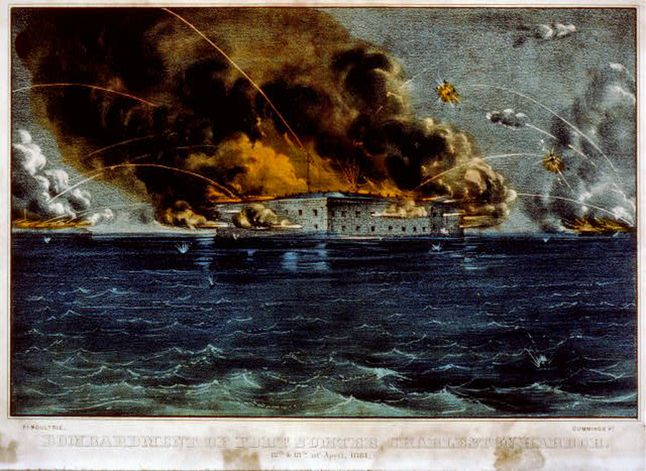 Ft MOULTRIE.
CUMMINGS Pt
BOMBARDMENT OF FORT SUMTER, CHARLESTON HARBOR.
12th & 13th of April, 1861.